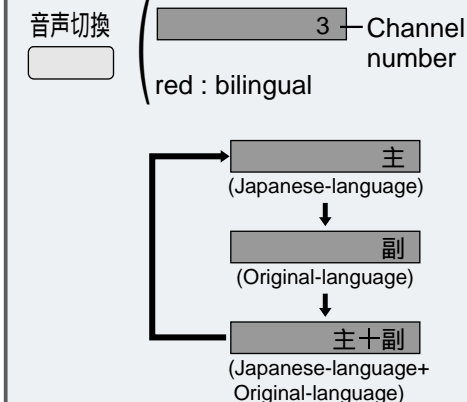 音声切換
3
Channel
number
red : bilingual
主
(Japanese-language)
副
(Original-language)
主+副
(Japanese-language+
Original-language)